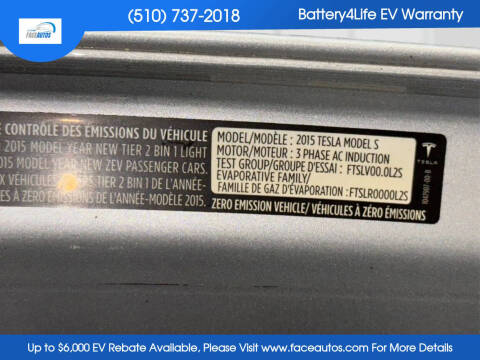 FACEAUTOS
(510) 737-2018
Battery4Life EV Warranty
E CONTRÔLE DES ÉMISSIONS DU VÉHICULE
2015 MODEL YEAR NEW TIER 2 BIN 1 LIGHT
015 MODEL YEAR NEW ZEV PASSENGER CARS.
X VÉHICULES TIER 2 BIN 1 DE L'ANNÉE-
ÉMISSION DE L'ANNÉE-MODÈLE 2015.
MODEL/MODÈLE : 2015 TESLA MODEL S
MOTOR/MOTEUR : 3 PHASE AC INDUCTION
TEST GROUP/GROUPE D'ESSAI : FTSLV00.0L2S
EVAPORATIVE FAMILY/
FAMILLE DE GAZ D'ÉVAPORATION : FTSLR0000L2S
ZERO EMISSION VEHICLE/ VÉHICULES À ZÉRO ÉMISSIONS
TESLA
Up to $6,000 EV Rebate Available, Please Visit www.faceautos.com For More Details